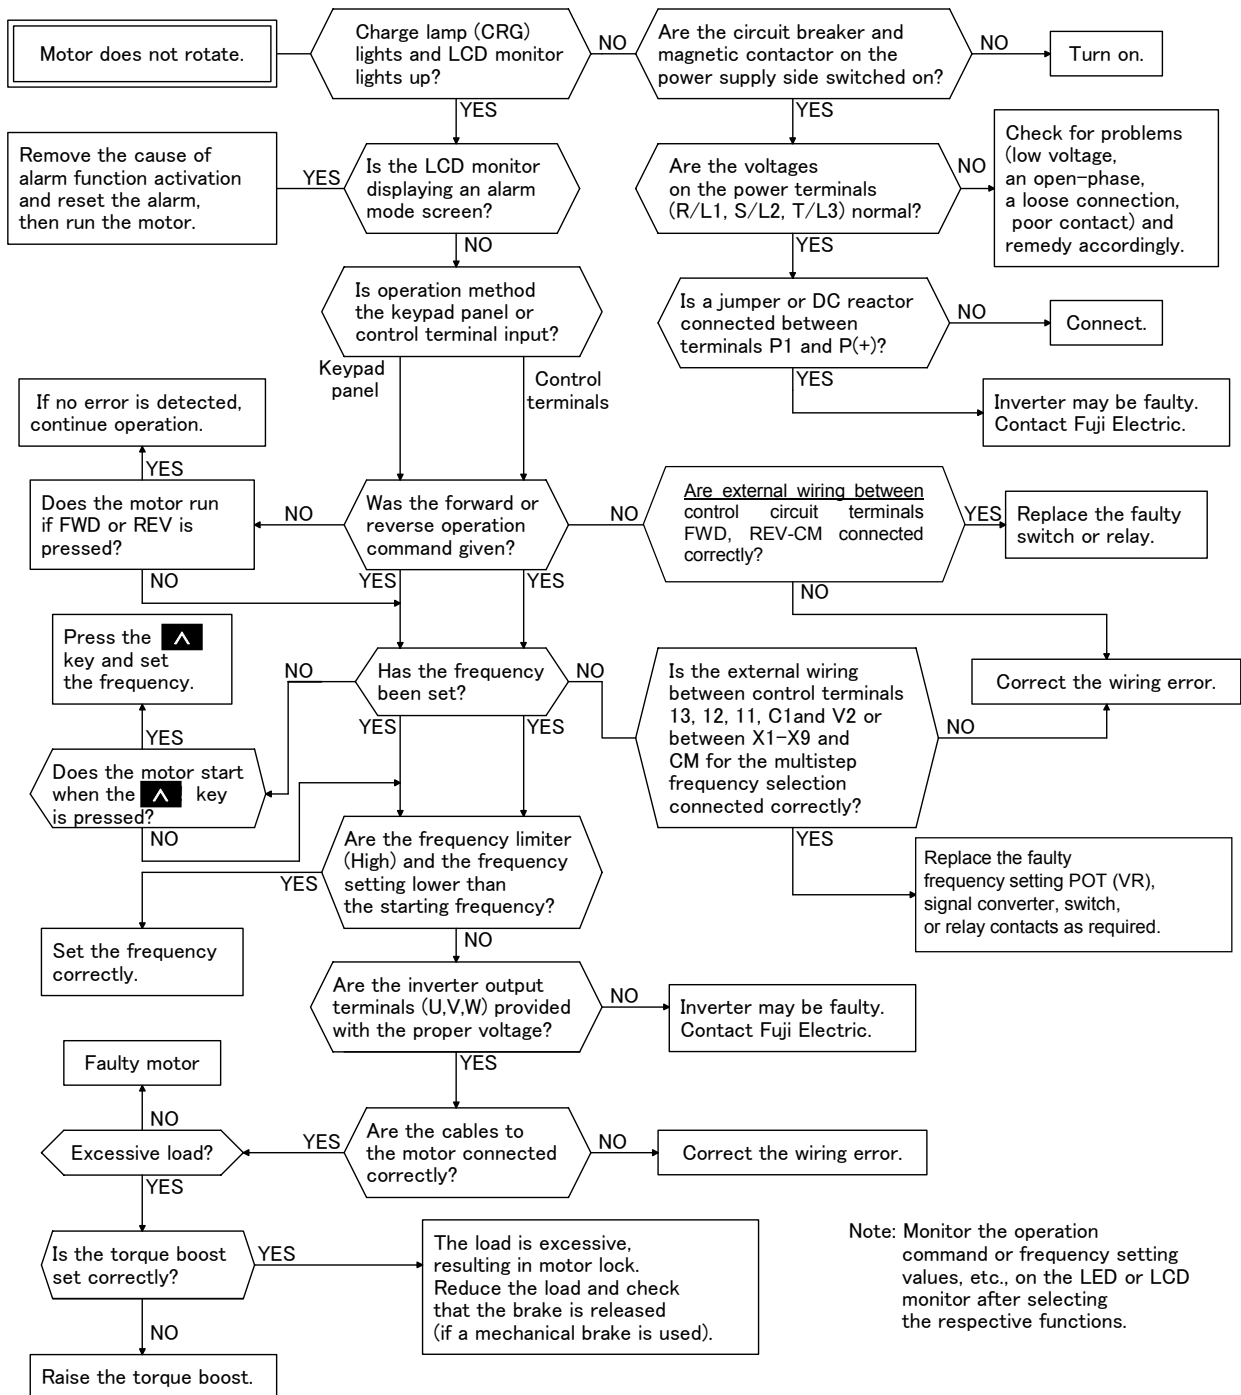 Motor does not rotate.
Charge lamp (CRG)
lights and LCD monitor
lights up?
NO
Are the circuit breaker and
magnetic contactor on the
power supply side switched on?
NO
Turn on.
YES
YES
Remove the cause of
alarm function activation
and reset the alarm,
then run the motor.
YES
Is the LCD monitor
displaying an alarm
mode screen?
Are the voltages
on the power terminals
(R/L1, S/L2, T/L3) normal?
NO
Check for problems
(low voltage,
an open-phase,
a loose connection,
poor contact) and
remedy accordingly.
NO
YES
Is operation method
the keypad panel or
control terminal input?
Is a jumper or DC reactor
connected between
terminals P1 and P(+)?
NO
Connect.
Keypad
panel
Control
terminals
YES
If no error is detected,
continue operation.
Inverter may be faulty.
Contact Fuji Electric.
YES
Does the motor run
if FWD or REV is
pressed?
NO
Was the forward or
reverse operation
command given?
NO
Are external wiring between
control circuit terminals
FWD, REV-CM connected
correctly?
YES
Replace the faulty
switch or relay.
NO
YES
YES
NO
Press the ∧
key and set
the frequency.
NO
Has the frequency
been set?
NO
Is the external wiring
between control terminals
13, 12, 11, C1and V2 or
between X1-X9 and
CM for the multistep
frequency selection
connected correctly?
NO
Correct the wiring error.
YES
YES
YES
Does the motor start
when the ∧ key
is pressed?
NO
Are the frequency limiter
(High) and the frequency
setting lower than
the starting frequency?
YES
YES
Replace the faulty
frequency setting POT (VR),
signal converter, switch,
or relay contacts as required.
Set the frequency
correctly.
NO
Are the inverter output
terminals (U,V,W) provided
with the proper voltage?
NO
Inverter may be faulty.
Contact Fuji Electric.
Faulty motor
YES
NO
Excessive load?
YES
Are the cables to
the motor connected
correctly?
NO
Correct the wiring error.
YES
Is the torque boost
set correctly?
YES
The load is excessive,
resulting in motor lock.
Reduce the load and check
that the brake is released
(if a mechanical brake is used).
Note: Monitor the operation
command or frequency setting
values, etc., on the LED or LCD
monitor after selecting
the respective functions.
NO
Raise the torque boost.